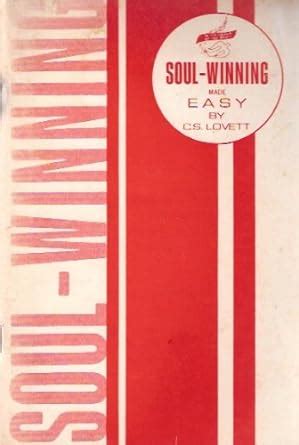 SOUL-WINNING
SOUL-WINNING
MADE
EASY
BY
C.S. LOVETT